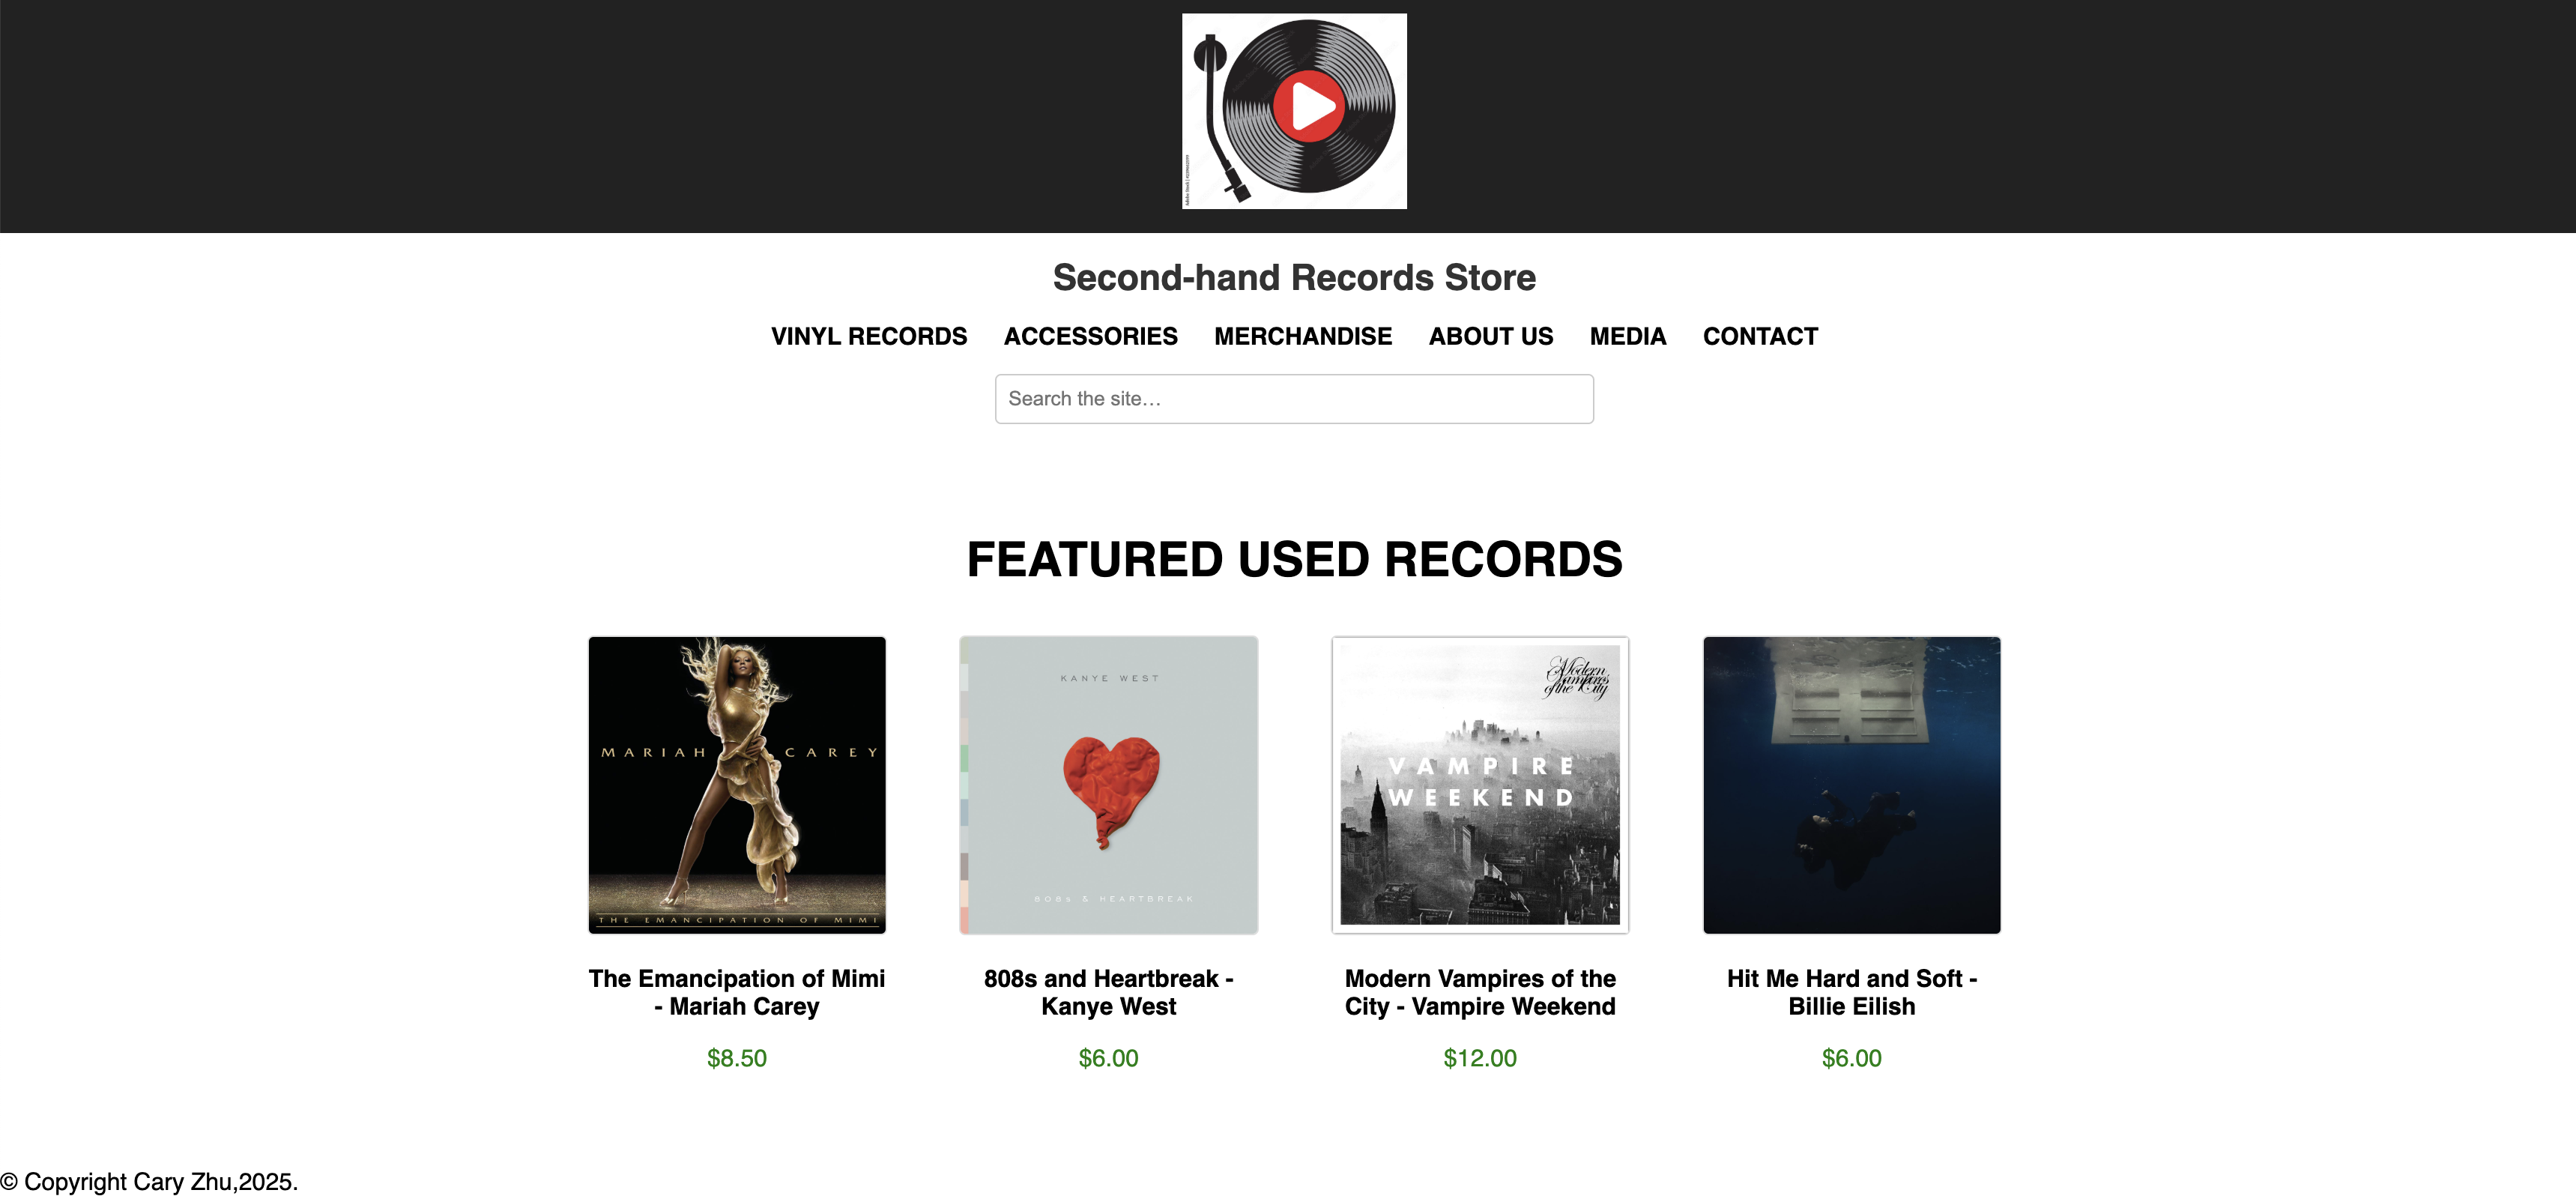 Second-hand Records Store
VINYL RECORDS ACCESSORIES MERCHANDISE ABOUT US MEDIA CONTACT
Search the site…
FEATURED USED RECORDS
MARIAH CAREY
THE EMANCIPATION OF MIMI
KANYE WEST
808s & HEARTBREAK
Modern
Vampires
of the City
VAMPIRE
WEEKEND
The Emancipation of Mimi
- Mariah Carey
$8.50
808s and Heartbreak -
Kanye West
$6.00
Modern Vampires of the
City - Vampire Weekend
$12.00
Hit Me Hard and Soft -
Billie Eilish
$6.00
© Copyright Cary Zhu,2025.